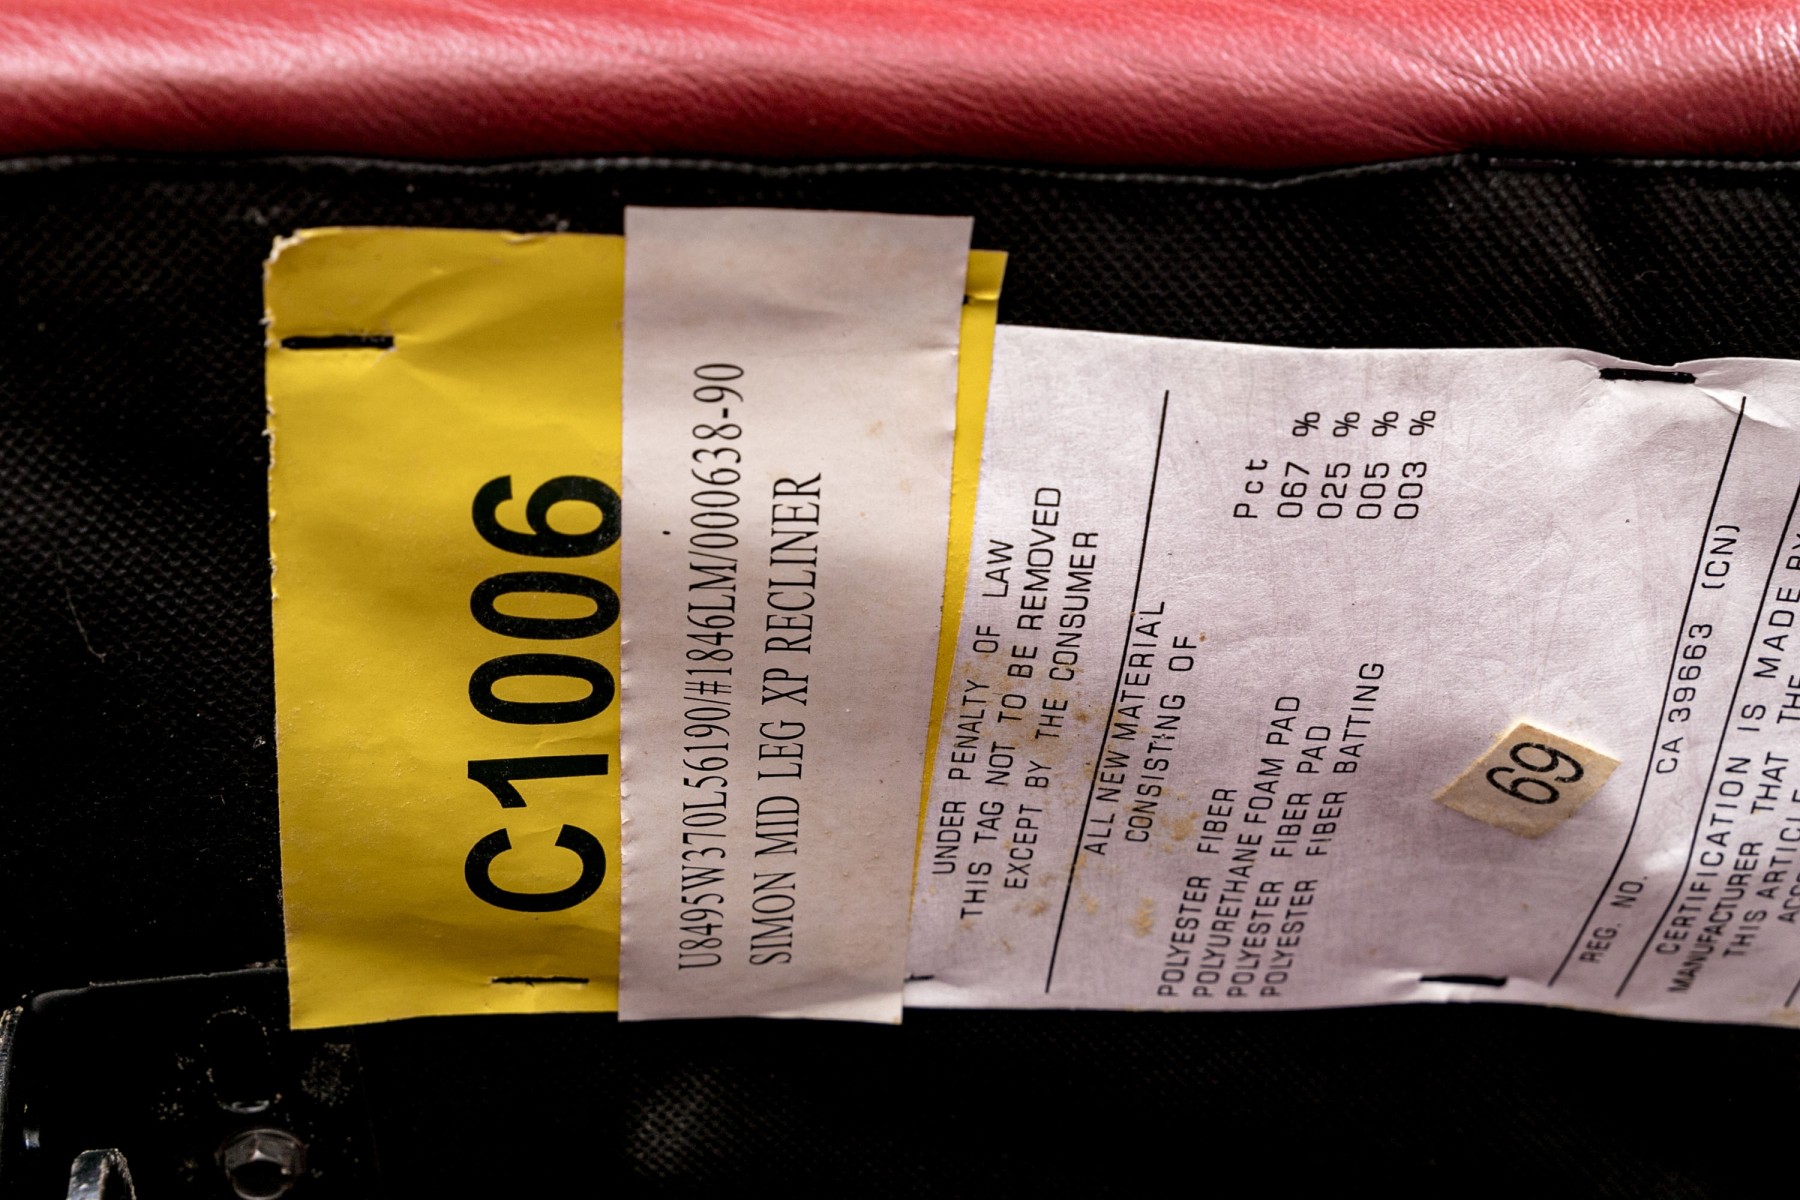 C1006
U8495W370L56190/#1846LM/000638-90
SIMON MID LEG XP RECLINER
UNDER PENALTY OF LAW
THIS TAG NOT TO BE REMOVED
EXCEPT BY THE CONSUMER
ALL NEW MATERIAL
CONSISTING OF
Pct
POLYESTER FIBER 067 %
POLYURETHANE FOAM PAD 025 %
POLYESTER FIBER PAD 005 %
POLYESTER FIBER BATTING 003 %
69
REG. NO. CA 39663 (CN)
CERTIFICATION IS MADE BY
MANUFACTURER THAT THE
THIS ARTICLE